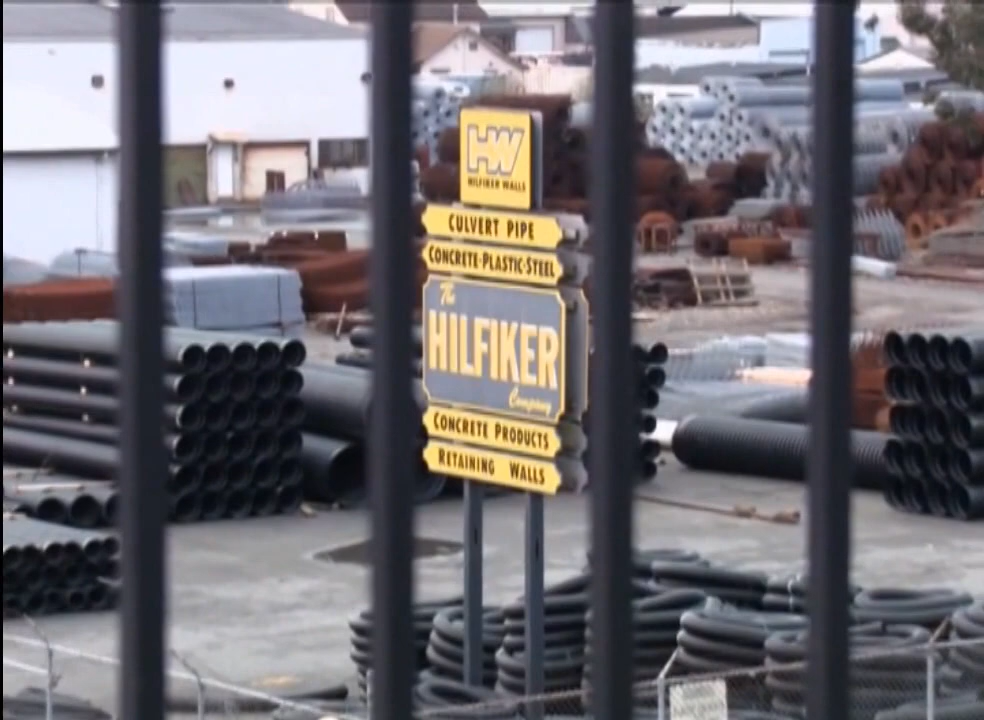 HW
HILFIKER WALLS
CULVERT PIPE
CONCRETE-PLASTIC-STEEL
The
HILFIKER
Company
CONCRETE PRODUCTS
RETAINING WALLS